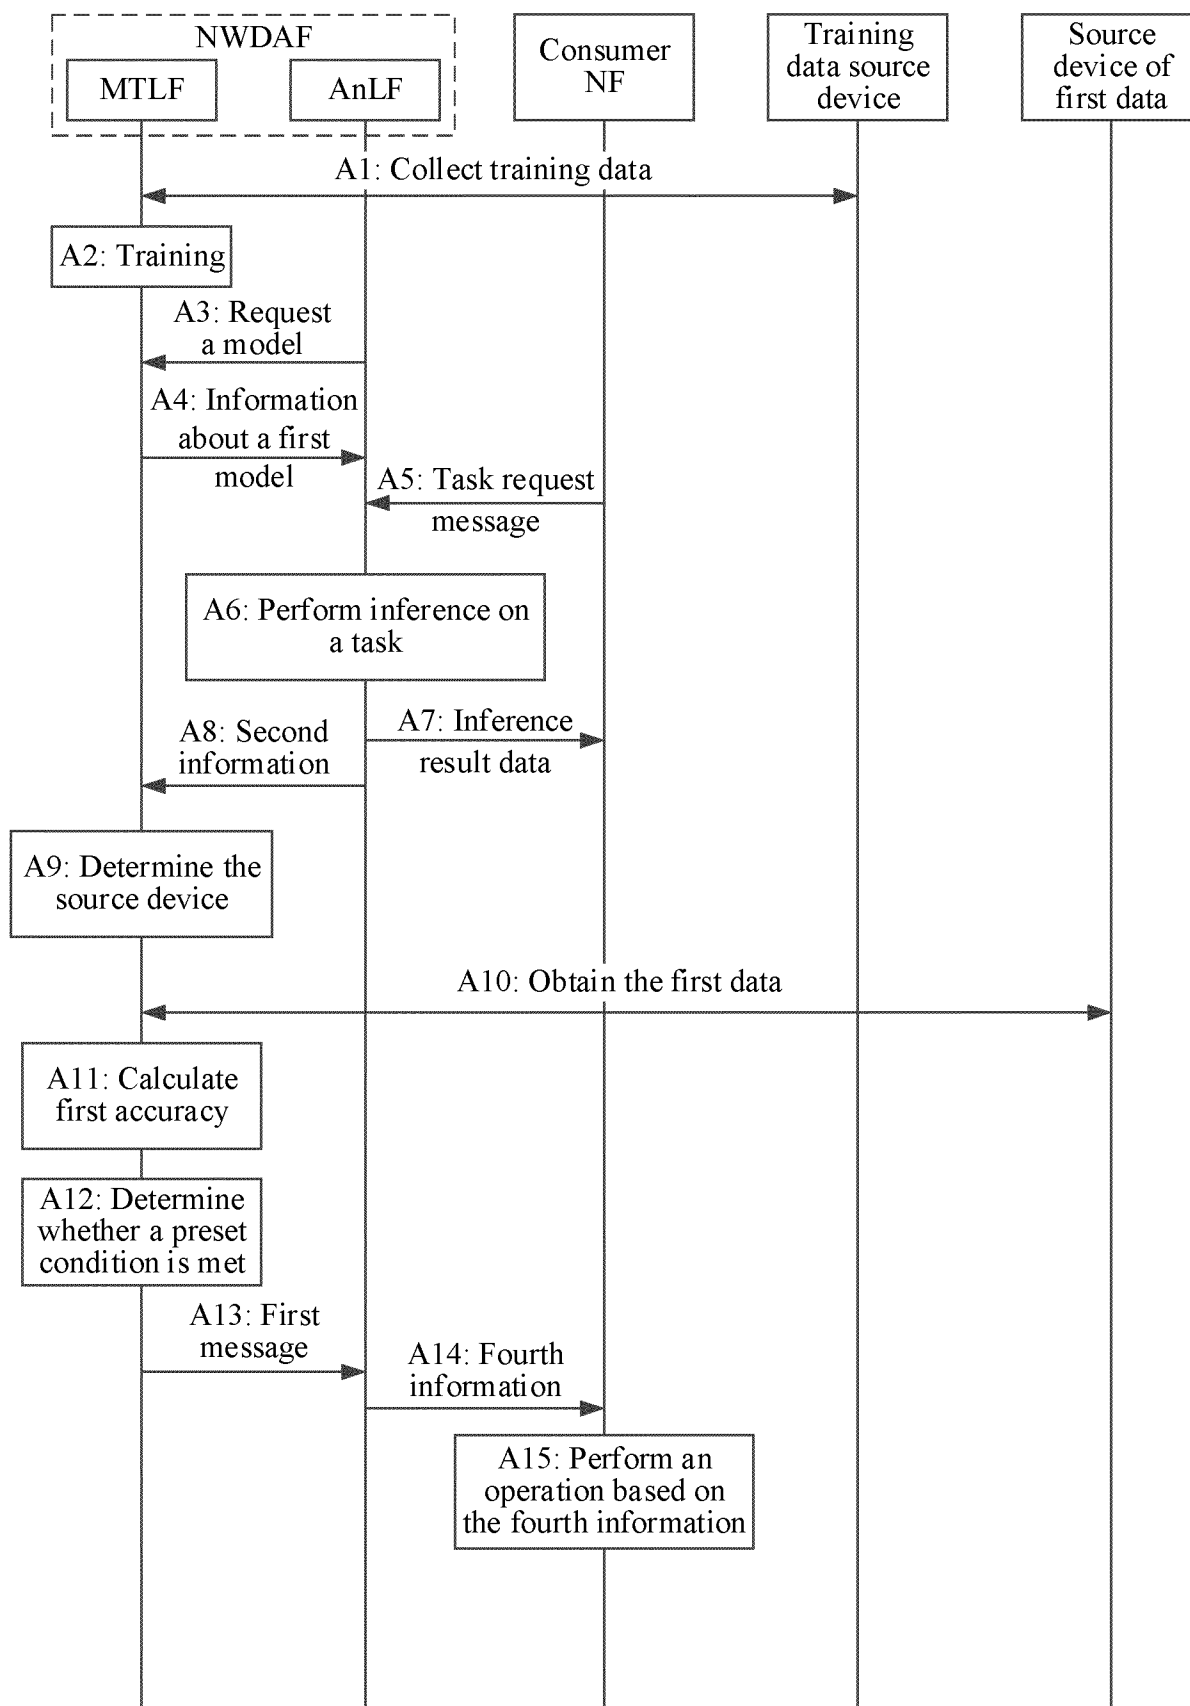 NWDAF
MTLF
AnLF
Consumer
NF
Training
data source
device
Source
device of
first data
A1: Collect training data
A2: Training
A3: Request
a model
A4: Information
about a first
model
A5: Task request
message
A6: Perform inference on
a task
A7: Inference
result data
A8: Second
information
A9: Determine the
source device
A10: Obtain the first data
A11: Calculate
first accuracy
A12: Determine
whether a preset
condition is met
A13: First
message
A14: Fourth
information
A15: Perform an
operation based on
the fourth information